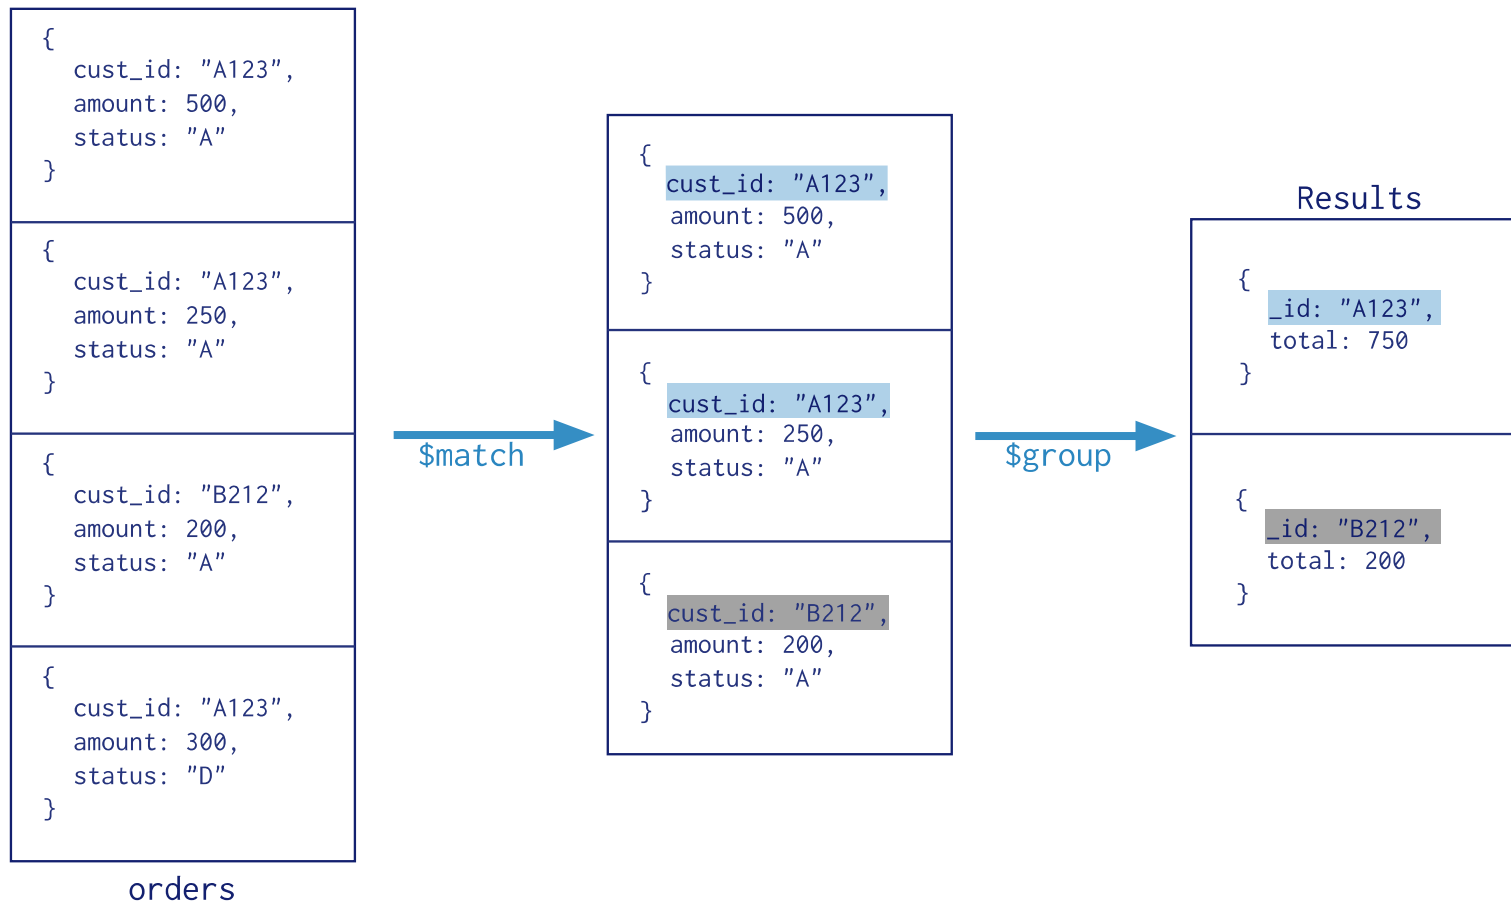 {
cust_id: "A123",
amount: 500,
status: "A"
}
{
cust_id: "A123",
amount: 250,
status: "A"
}
{
cust_id: "B212",
amount: 200,
status: "A"
}
{
cust_id: "A123",
amount: 300,
status: "D"
}
orders
$match
{
cust_id: "A123",
amount: 500,
status: "A"
}
{
cust_id: "A123",
amount: 250,
status: "A"
}
{
cust_id: "B212",
amount: 200,
status: "A"
}
$group
Results
{
_id: "A123",
total: 750
}
{
_id: "B212",
total: 200
}